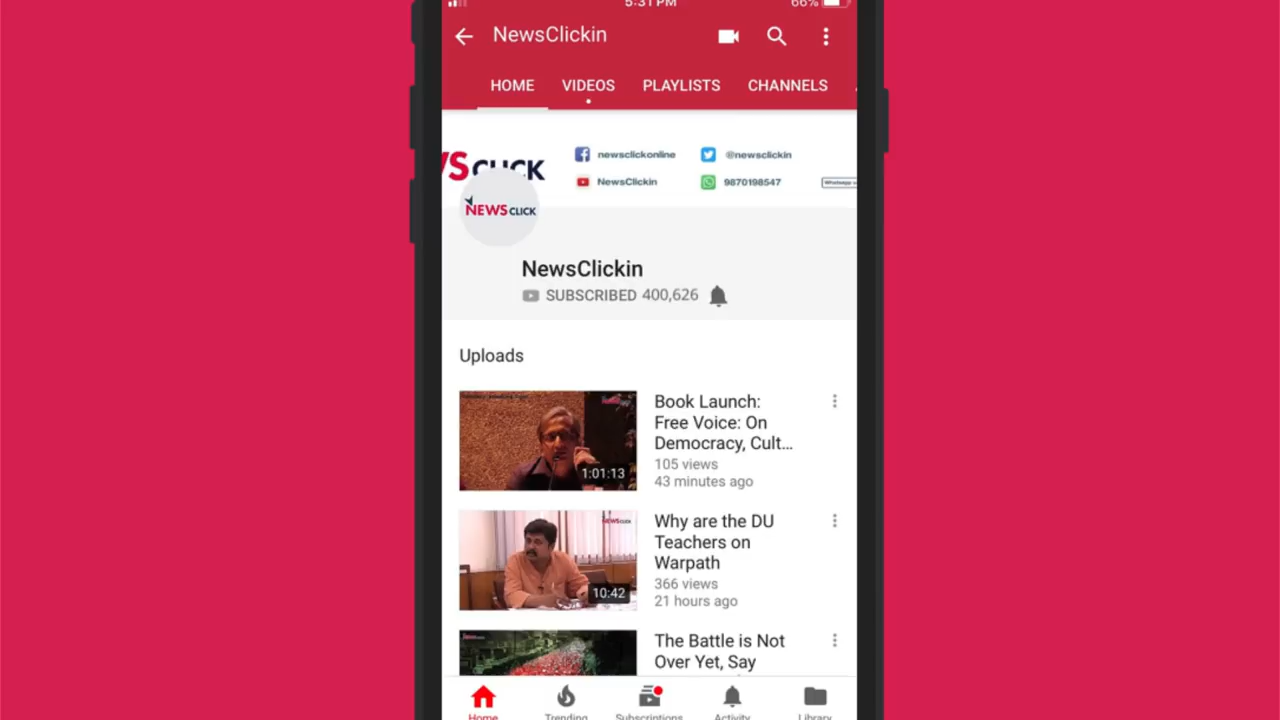 5:31 PM
66%
NewsClickin
HOME VIDEOS PLAYLISTS CHANNELS
WS CLICK
newsclickonline @newsclickin
NewsClickin 9870198547
NEWSCLICK
NewsClickin
SUBSCRIBED 400,626
Uploads
Book Launch:
Free Voice: On
Democracy, Cult...
105 views
43 minutes ago
1:01:13
Why are the DU
Teachers on
Warpath
366 views
21 hours ago
NEWSCLICK
10:42
The Battle is Not
Over Yet, Say
Home Trending Subscriptions Activity Library